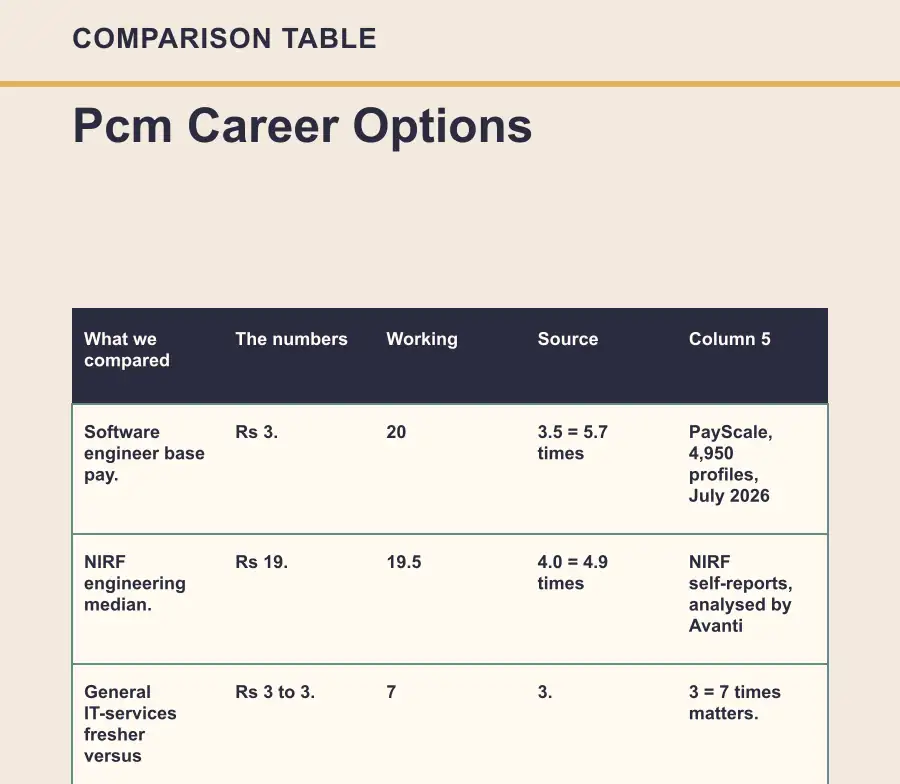 COMPARISON TABLE
Pcm Career Options
What we compared
The numbers
Working
Source
Column 5
Software engineer base pay.
Rs 3.
20
3.5 = 5.7 times
PayScale, 4,950 profiles, July 2026
NIRF engineering median.
Rs 19.
19.5
4.0 = 4.9 times
NIRF self-reports, analysed by Avanti
General IT-services fresher versus
Rs 3 to 3.
7
3.
3 = 7 times matters.